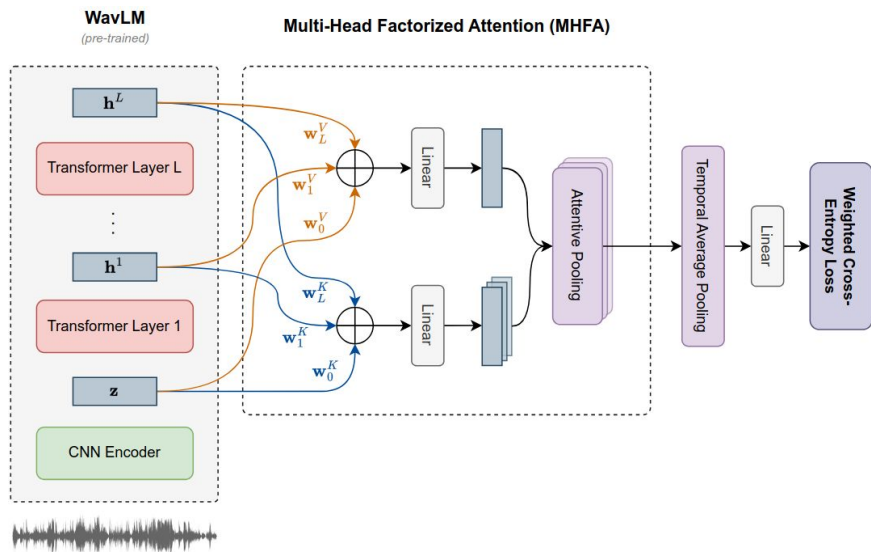 WavLM
(pre-trained)
Multi-Head Factorized Attention (MHFA)
h^L
Transformer Layer L
⋮
h^1
Transformer Layer 1
z
CNN Encoder
w_L^V
w_1^V
w_0^V
w_L^K
w_1^K
w_0^K
Linear
Linear
Attentive Pooling
Temporal Average Pooling
Linear
Weighted Cross-
Entropy Loss